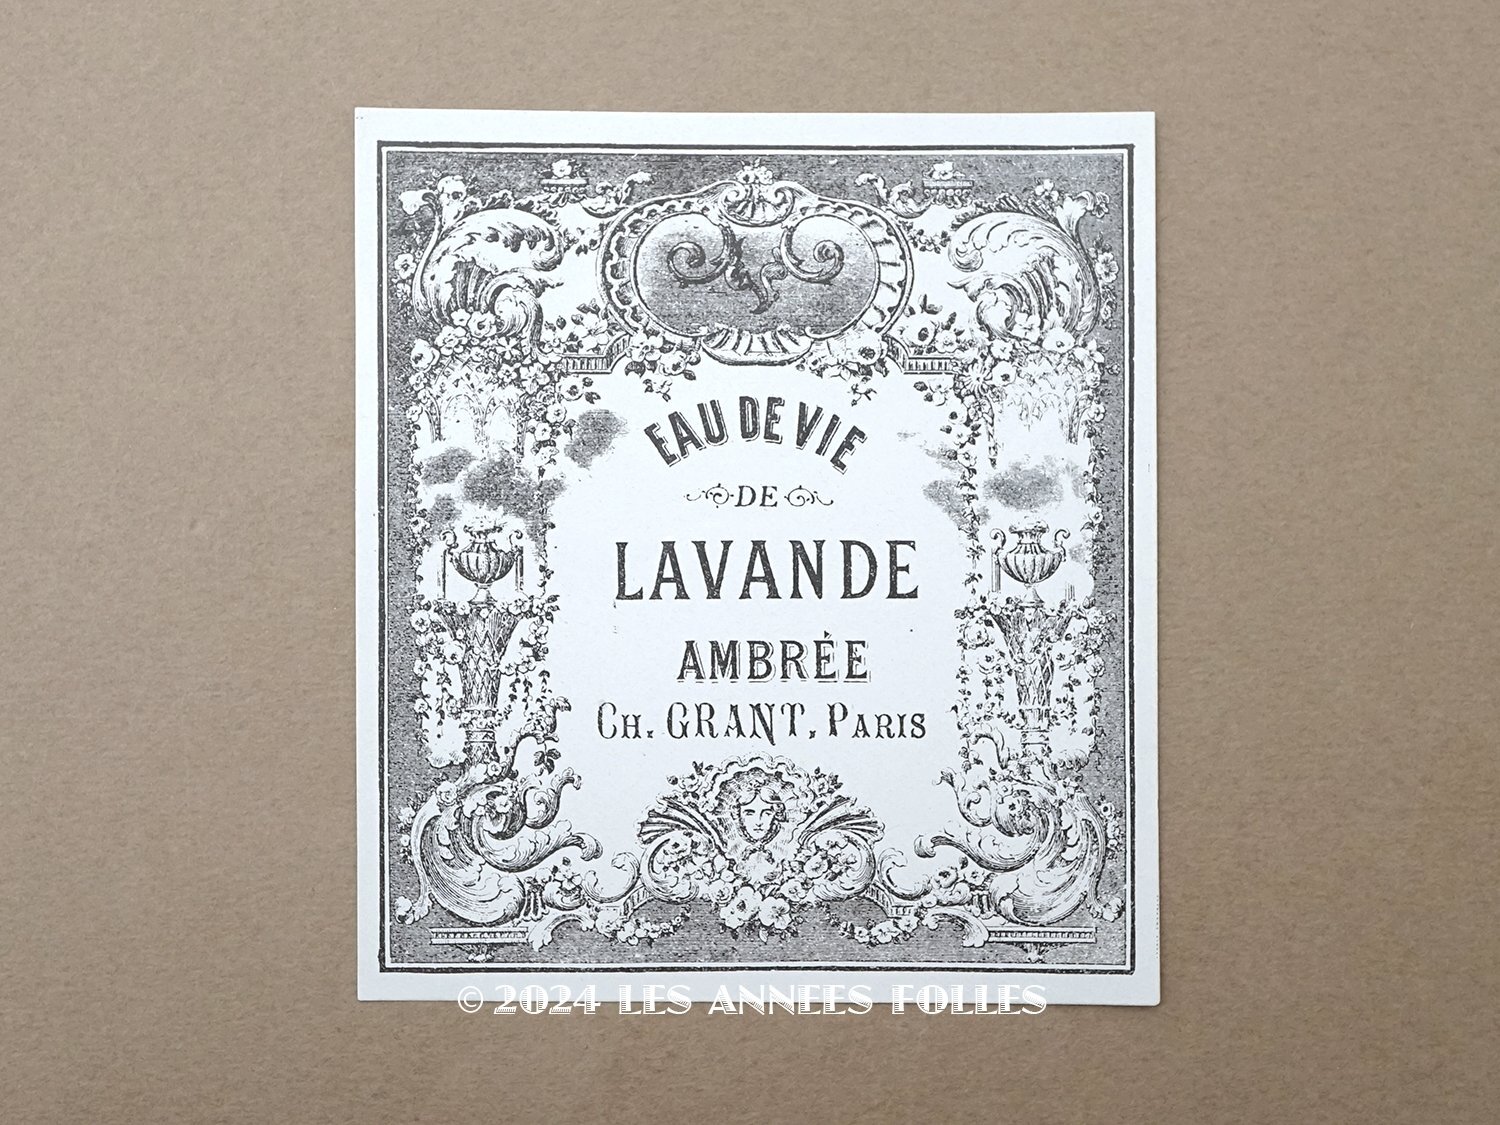 EAU DE VIE
DE
LAVANDE
AMBRÉE
CH. GRANT, PARIS
© 2024 LES ANNEES FOLLES